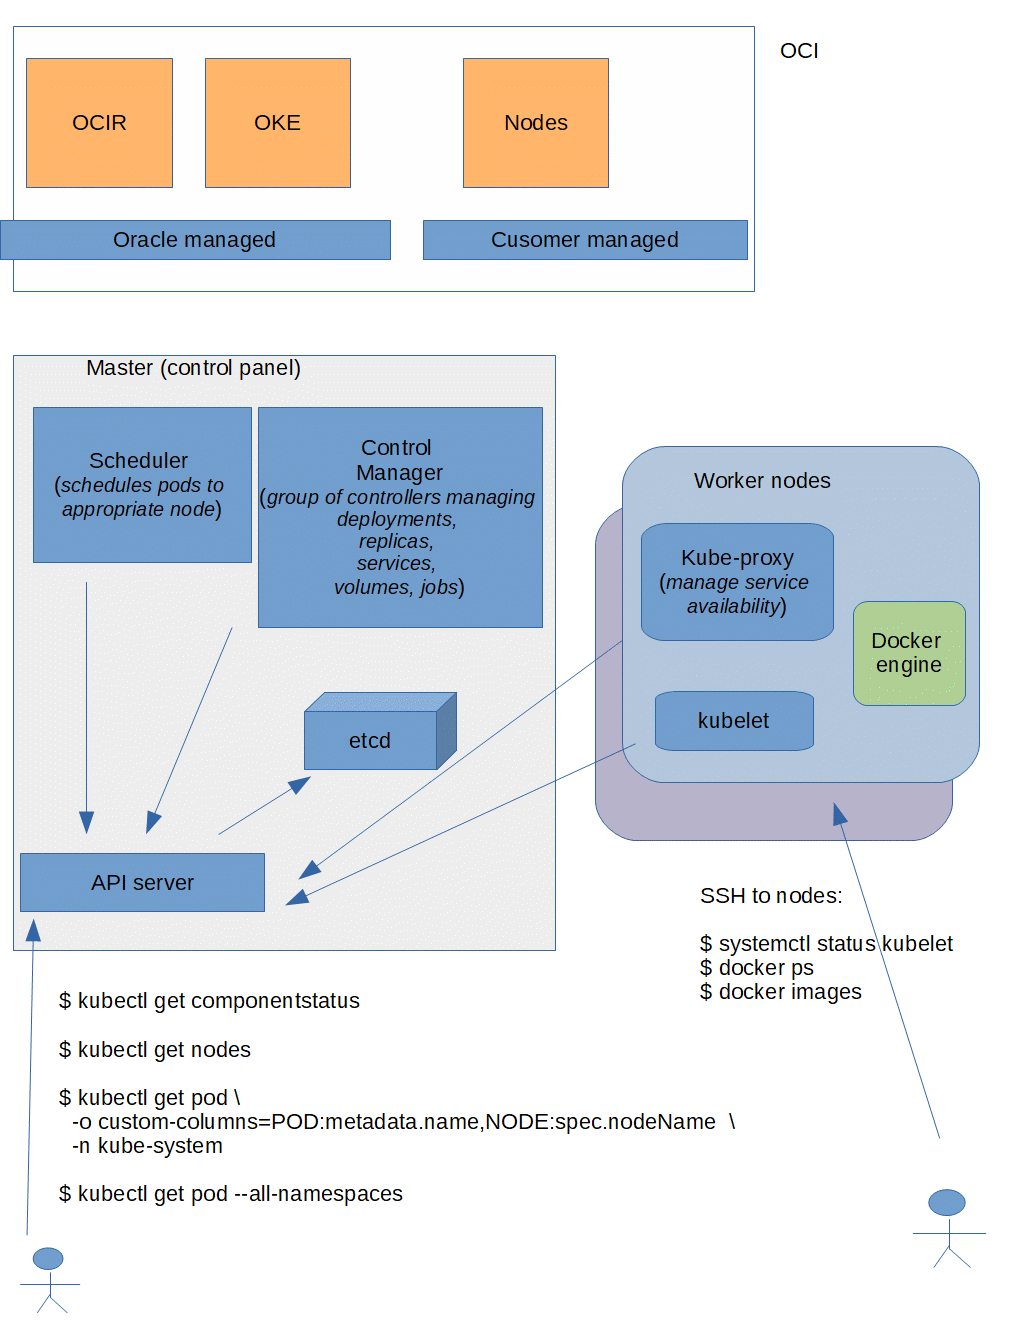 OCI
OCIR
OKE
Nodes
Oracle managed
Cusomer managed
Master (control panel)
Scheduler
(schedules pods to
appropriate node)
Control
Manager
(group of controllers managing
deployments,
replicas,
services,
volumes, jobs)
etcd
API server
Worker nodes
Kube-proxy
(manage service
availability)
Docker
engine
kubelet
SSH to nodes:
$ systemctl status kubelet
$ docker ps
$ docker images
$ kubectl get componentstatus
$ kubectl get nodes
$ kubectl get pod \
-o custom-columns=POD:metadata.name,NODE:spec.nodeName \
-n kube-system
$ kubectl get pod --all-namespaces